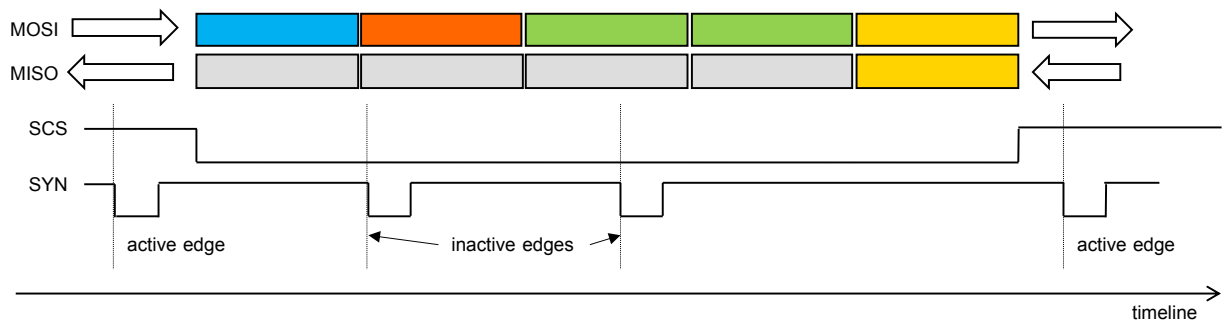 MOSI
MISO
SCS
SYN
active edge
inactive edges
active edge
timeline